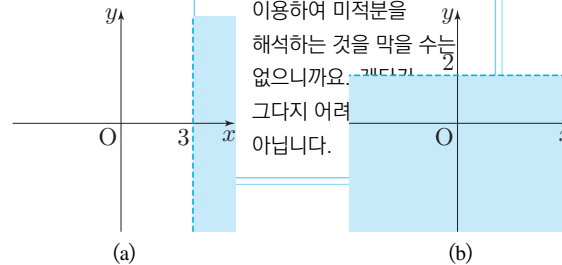 y
이용하여 미적분을
y
해석하는 것을 막을 수는
2
없으니까요.
그다지 어려
O 3 x
O
아닙니다.
(a) (b)